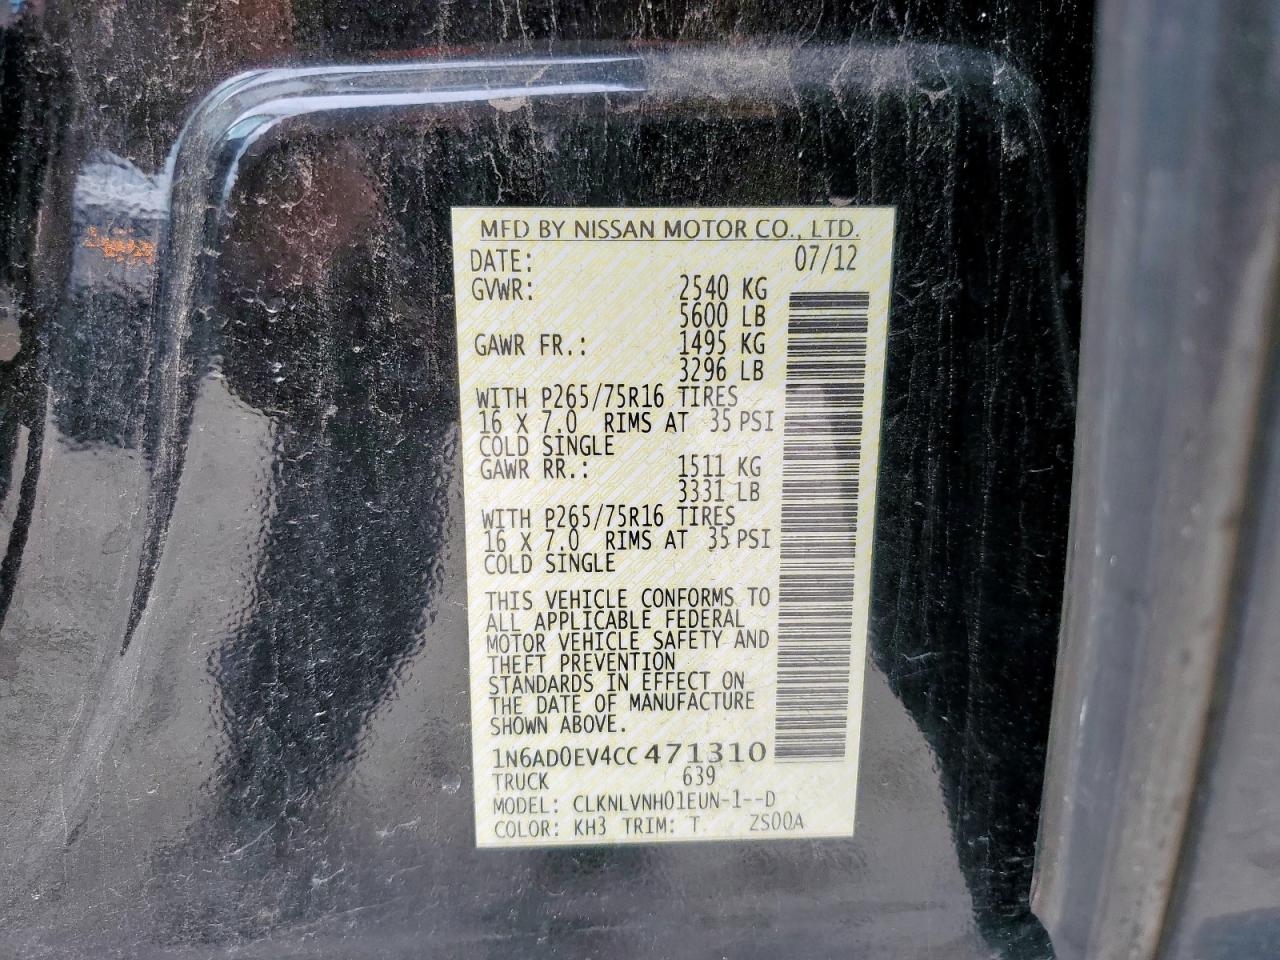 MFD BY NISSAN MOTOR CO., LTD.
DATE: 07/12
GVWR: 2540 KG
5600 LB
GAWR FR.: 1495 KG
3296 LB
WITH P265/75R16 TIRES
16 X 7.0 RIMS AT 35 PSI
COLD SINGLE
GAWR RR.: 1511 KG
3331 LB
WITH P265/75R16 TIRES
16 X 7.0 RIMS AT 35 PSI
COLD SINGLE
THIS VEHICLE CONFORMS TO
ALL APPLICABLE FEDERAL
MOTOR VEHICLE SAFETY AND
THEFT PREVENTION
STANDARDS IN EFFECT ON
THE DATE OF MANUFACTURE
SHOWN ABOVE.
1N6AD0EV4CC471310
TRUCK 639
MODEL: CLKNLVNH01EUN-1--D
COLOR: KH3 TRIM: T. ZS00A